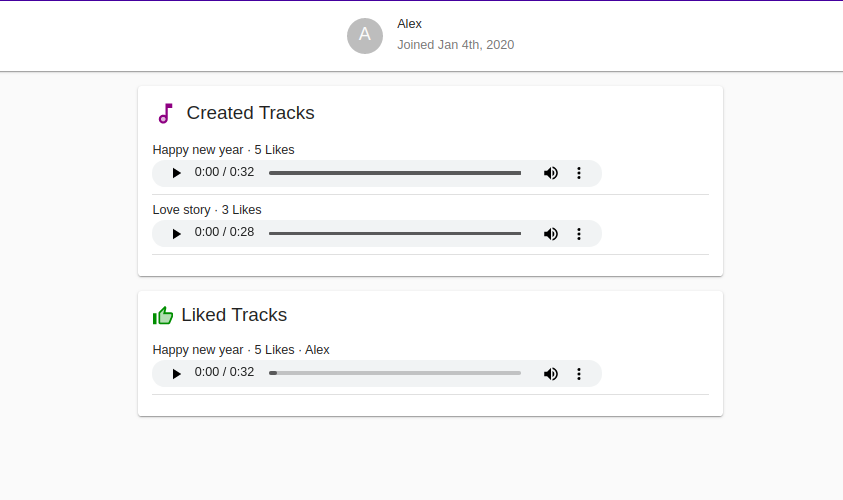 A
Alex
Joined Jan 4th, 2020
Created Tracks
Happy new year · 5 Likes
0:00 / 0:32
Love story · 3 Likes
0:00 / 0:28
Liked Tracks
Happy new year · 5 Likes · Alex
0:00 / 0:32